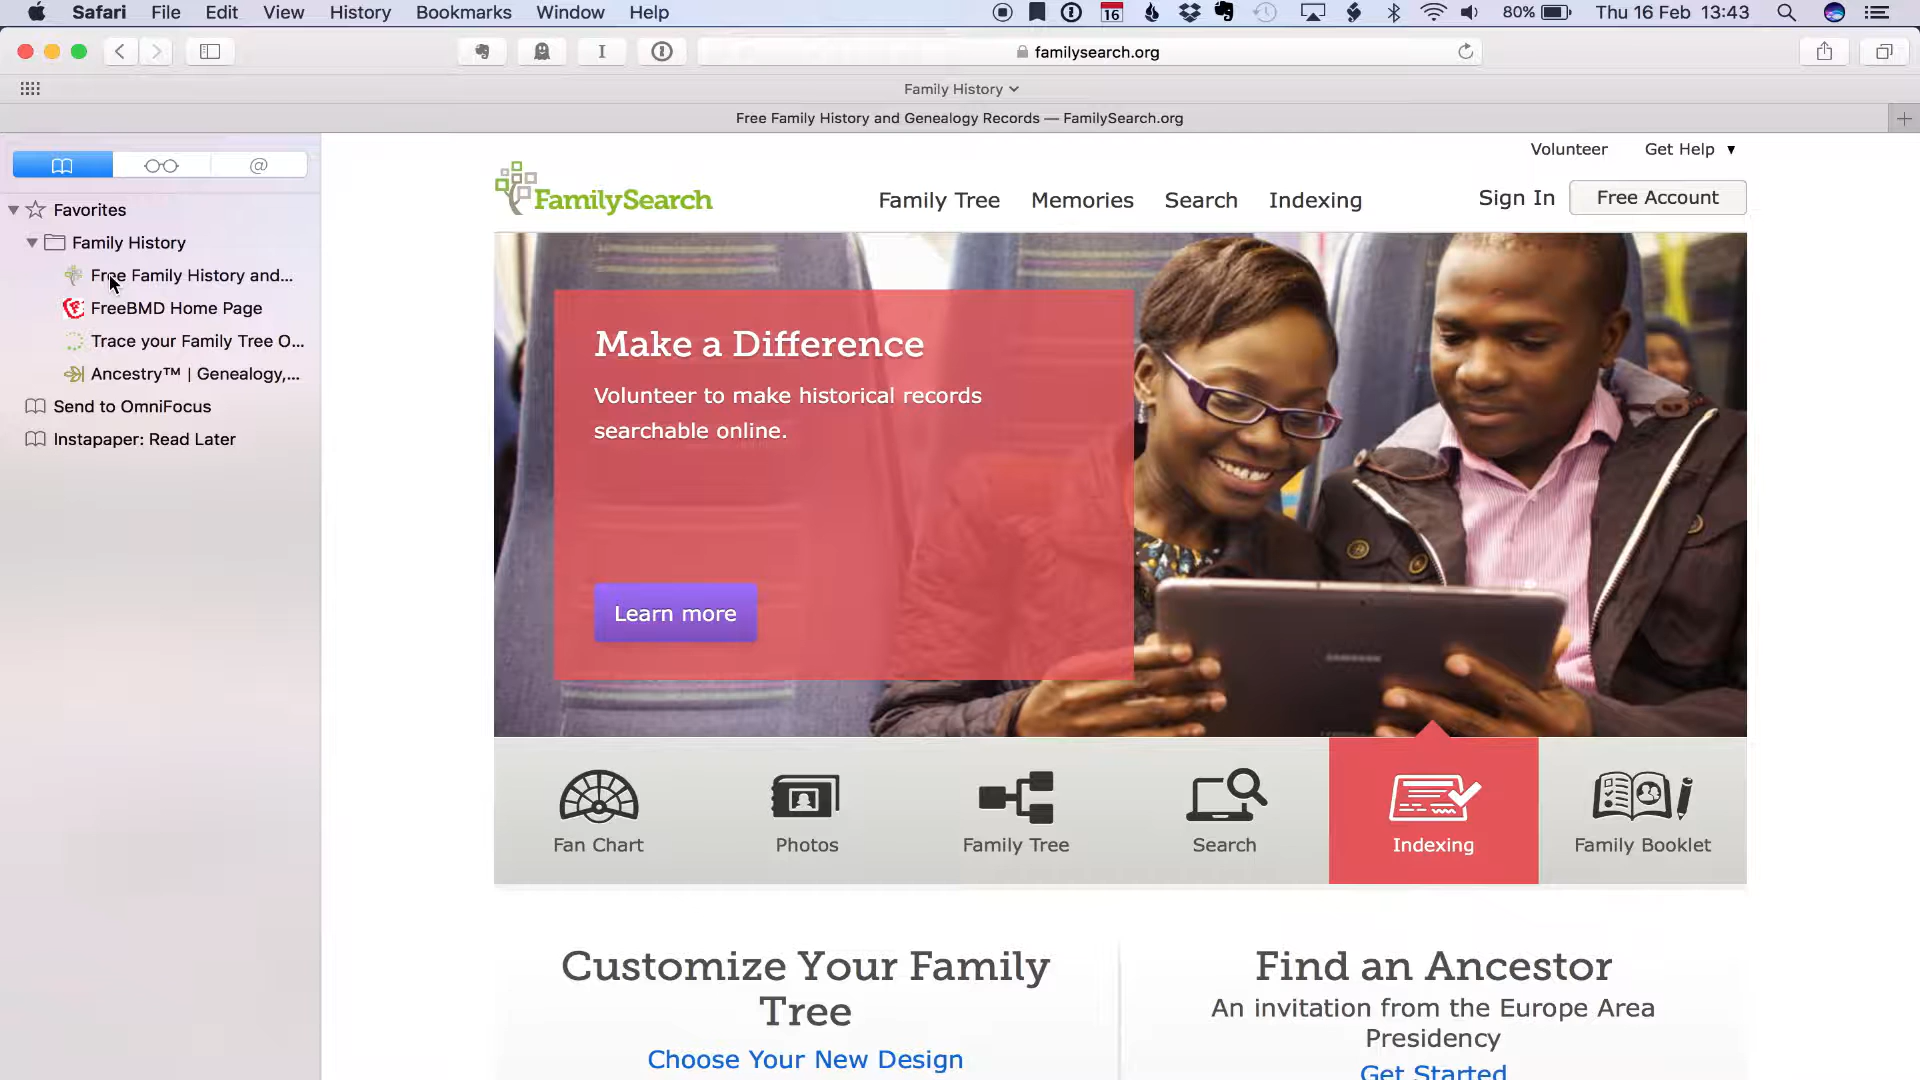 Safari File Edit View History Bookmarks Window Help 16 80% Thu 16 Feb 13:43
familysearch.org
Family History
Free Family History and Genealogy Records — FamilySearch.org
@
Favorites
Family History
Free Family History and...
FreeBMD Home Page
Trace your Family Tree O...
Ancestry™ | Genealogy,...
Send to OmniFocus
Instapaper: Read Later
Volunteer Get Help
FamilySearch Family Tree Memories Search Indexing Sign In Free Account
Make a Difference
Volunteer to make historical records
searchable online.
Learn more
SAMSUNG
Fan Chart Photos Family Tree Search Indexing Family Booklet
Customize Your Family
Tree
Choose Your New Design
Find an Ancestor
An invitation from the Europe Area
Presidency
Get Started